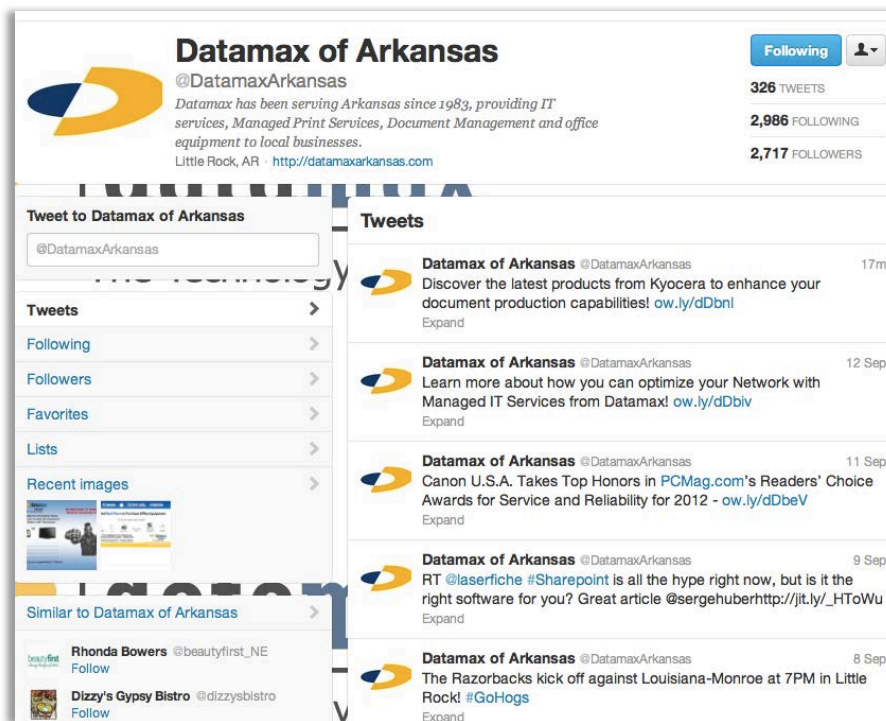 Datamax of Arkansas
@DatamaxArkansas
Datamax has been serving Arkansas since 1983, providing IT
services, Managed Print Services, Document Management and office
equipment to local businesses.
Little Rock, AR · http://datamaxarkansas.com
Following
326 TWEETS
2,986 FOLLOWING
2,717 FOLLOWERS
Tweet to Datamax of Arkansas
@DatamaxArkansas
Tweets
Following
Followers
Favorites
Lists
Recent images
Similar to Datamax of Arkansas
beautyfirst
Rhonda Bowers @beautyfirst_NE
Follow
Dizzy's Gypsy Bistro @dizzysbistro
Follow
Tweets
Datamax of Arkansas @DatamaxArkansas 17m
Discover the latest products from Kyocera to enhance your
document production capabilities! ow.ly/dDbnl
Expand
Datamax of Arkansas @DatamaxArkansas 12 Sep
Learn more about how you can optimize your Network with
Managed IT Services from Datamax! ow.ly/dDbiv
Expand
Datamax of Arkansas @DatamaxArkansas 11 Sep
Canon U.S.A. Takes Top Honors in PCMag.com's Readers' Choice
Awards for Service and Reliability for 2012 - ow.ly/dDbeV
Expand
Datamax of Arkansas @DatamaxArkansas 9 Sep
RT @laserfiche #Sharepoint is all the hype right now, but is it the
right software for you? Great article @sergehuberhttp://jit.ly/_HToWu
Expand
Datamax of Arkansas @DatamaxArkansas 8 Sep
The Razorbacks kick off against Louisiana-Monroe at 7PM in Little
Rock! #GoHogs
Expand